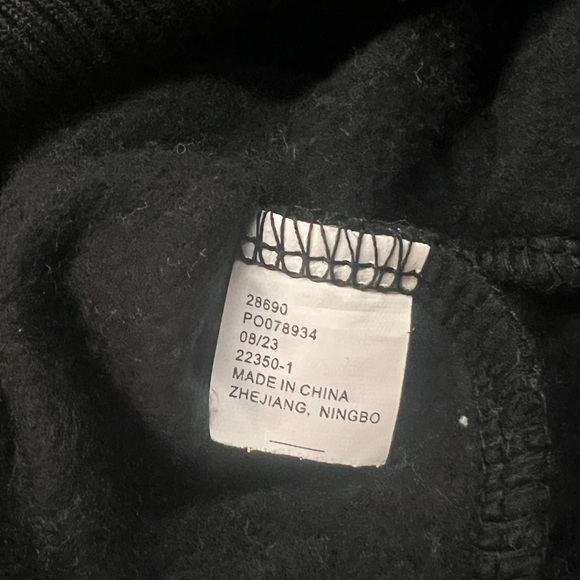 28690
PO078934
08/23
22350-1
MADE IN CHINA
ZHEJIANG, NINGBO